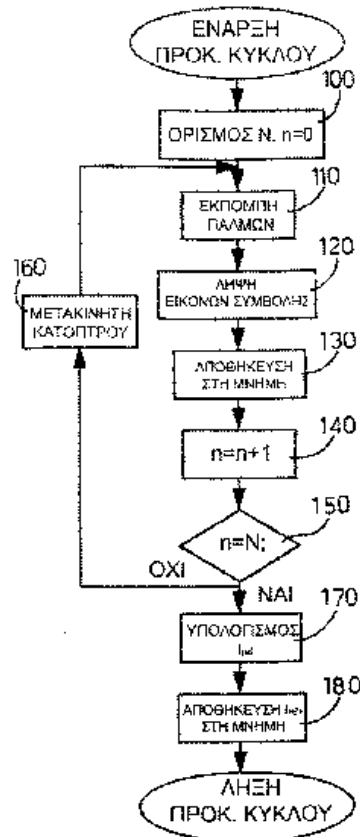 ΕΝΑΡΞΗ
ΠΡΟΚ. ΚΥΚΛΟΥ
100
ΟΡΙΣΜΟΣ Ν. n=0
110
ΕΚΠΟΜΠΗ
ΠΑΛΜΩΝ
120
ΛΗΨΗ
ΕΙΚΟΝΩΝ ΣΥΜΒΟΛΗΣ
160
ΜΕΤΑΚΙΝΗΣΗ
ΚΑΤΟΠΤΡΟΥ
130
ΑΠΟΘΗΚΕΥΣΗ
ΣΤΗ ΜΝΗΜΗ
140
n=n+1
150
n=N;
ΟΧΙ
ΝΑΙ
170
ΥΠΟΛΟΓΙΣΜΟΣ
180
ΑΠΟΘΗΚΕΥΣΗ
ΣΤΗ ΜΝΗΜΗ
ΛΗΞΗ
ΠΡΟΚ. ΚΥΚΛΟΥ